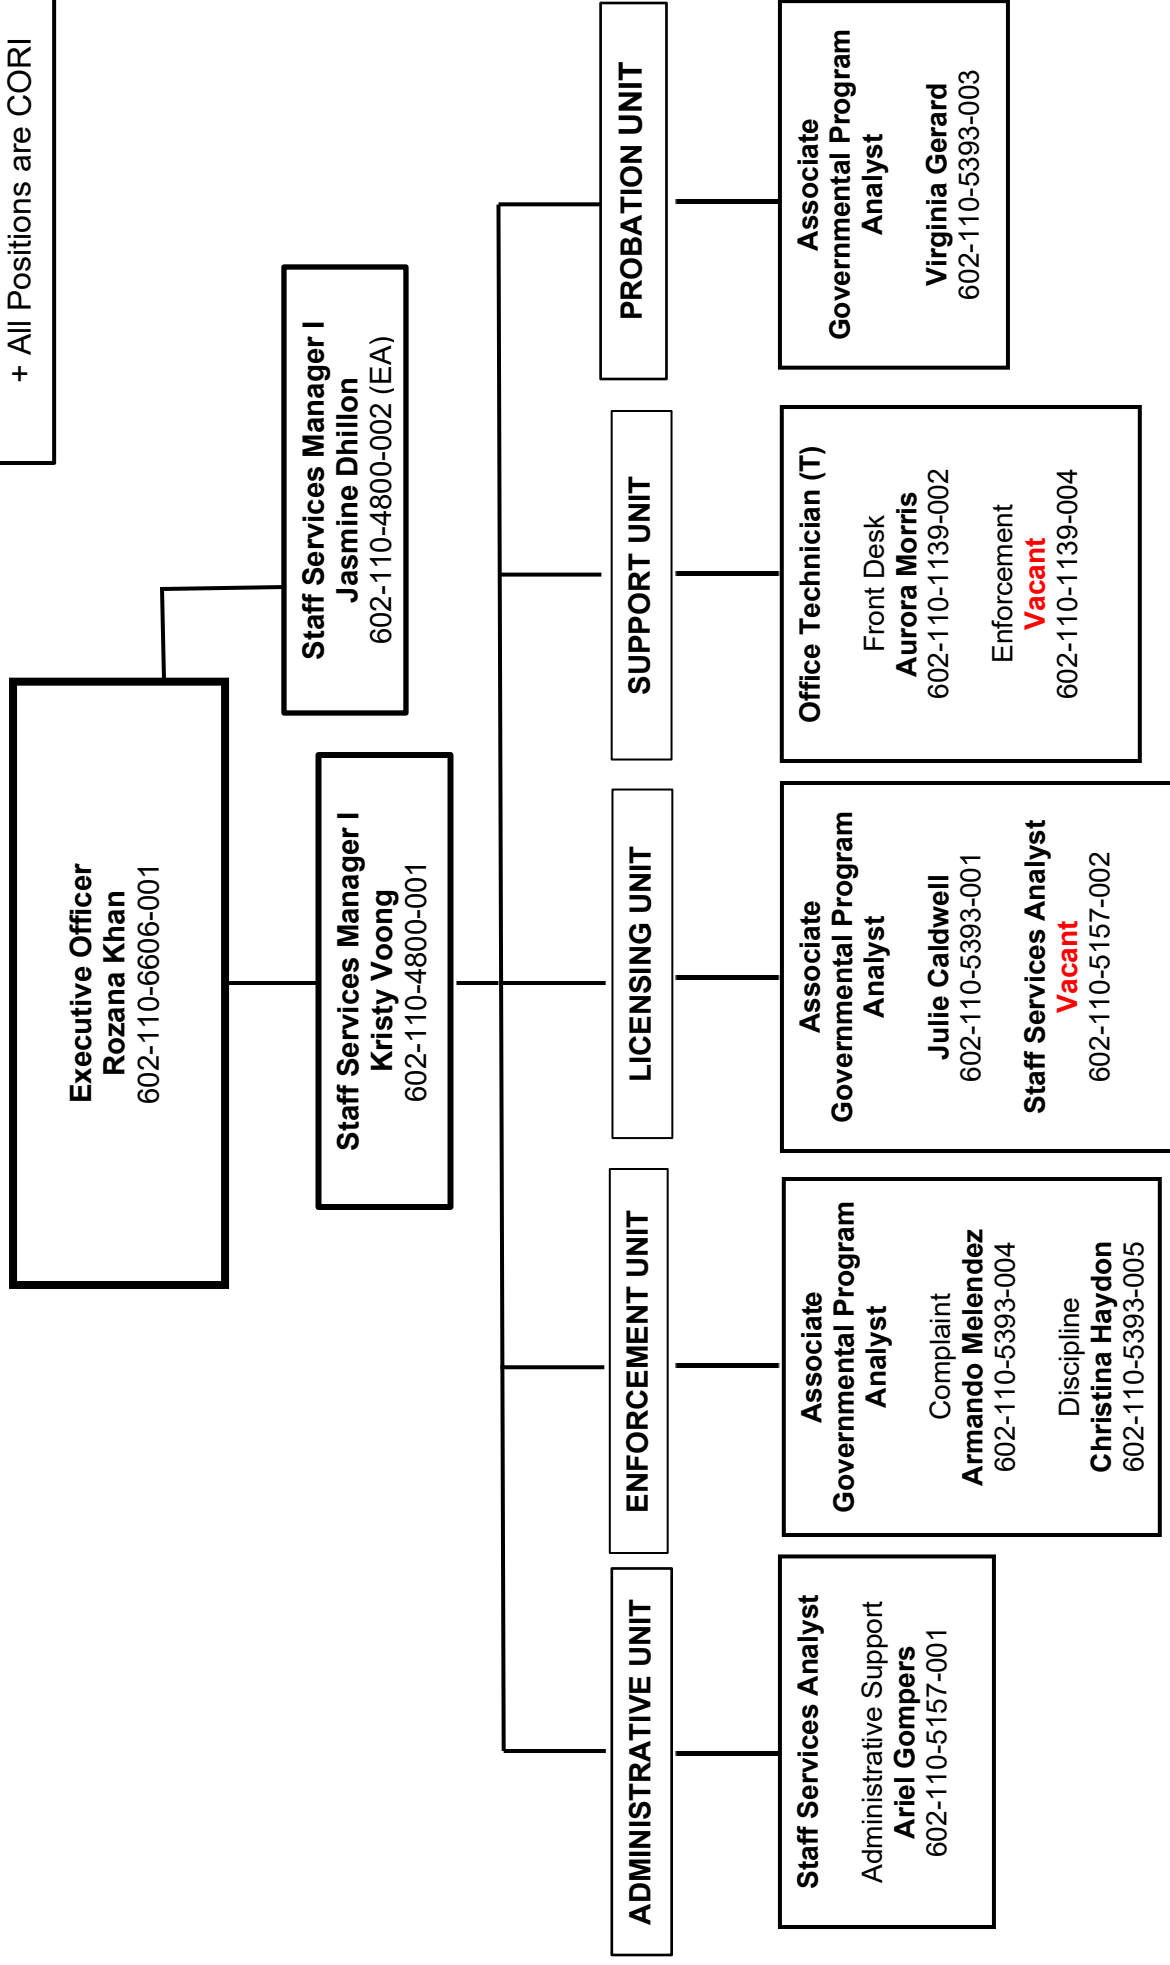 + All Positions are CORI
Executive Officer
Rozana Khan
602-110-6606-001
Staff Services Manager I
Jasmine Dhillon
602-110-4800-002 (EA)
Staff Services Manager I
Kristy Voong
602-110-4800-001
ADMINISTRATIVE UNIT
Staff Services Analyst
Administrative Support
Ariel Gompers
602-110-5157-001
ENFORCEMENT UNIT
Associate
Governmental Program
Analyst
Complaint
Armando Melendez
602-110-5393-004
Discipline
Christina Haydon
602-110-5393-005
LICENSING UNIT
Associate
Governmental Program
Analyst
Julie Caldwell
602-110-5393-001
Staff Services Analyst
Vacant
602-110-5157-002
SUPPORT UNIT
Office Technician (T)
Front Desk
Aurora Morris
602-110-1139-002
Enforcement
Vacant
602-110-1139-004
PROBATION UNIT
Associate
Governmental Program
Analyst
Virginia Gerard
602-110-5393-003